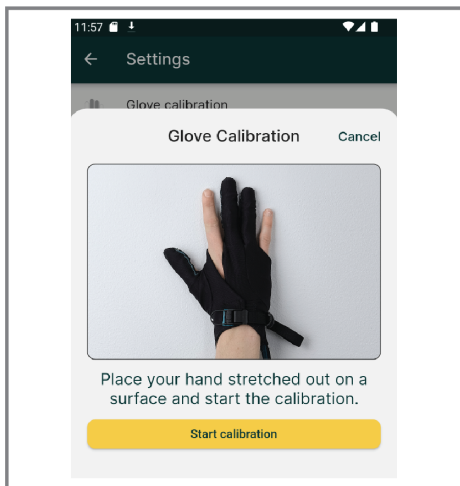 11:57
Settings
Glove calibration
Glove Calibration
Cancel
Place your hand stretched out on a
surface and start the calibration.
Start calibration